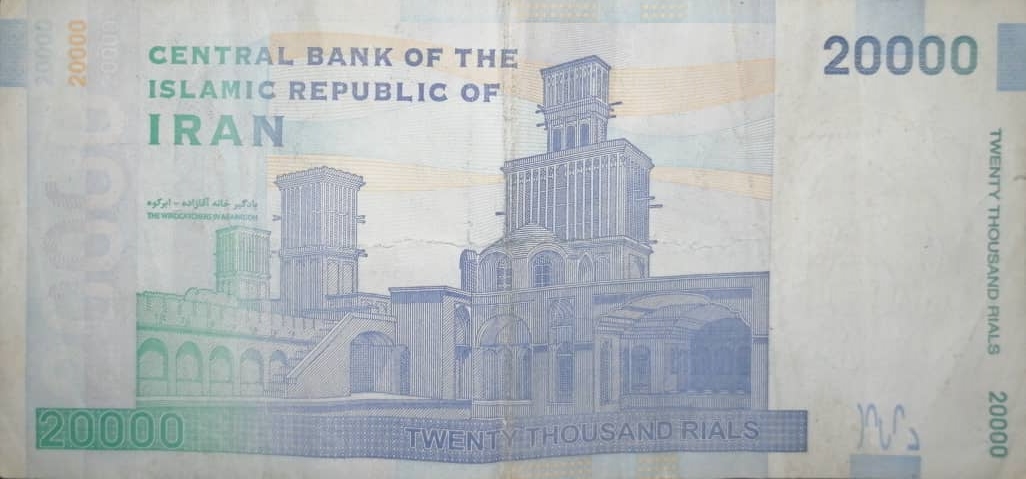 20000
20000
CENTRAL BANK OF THE
ISLAMIC REPUBLIC OF
IRAN
20000
بادگیر خانه آقازاده - ابرکوه
THE WINDCATCHERS IN ABARKOOH
TWENTY THOUSAND RIALS
20000
20000
TWENTY THOUSAND RIALS